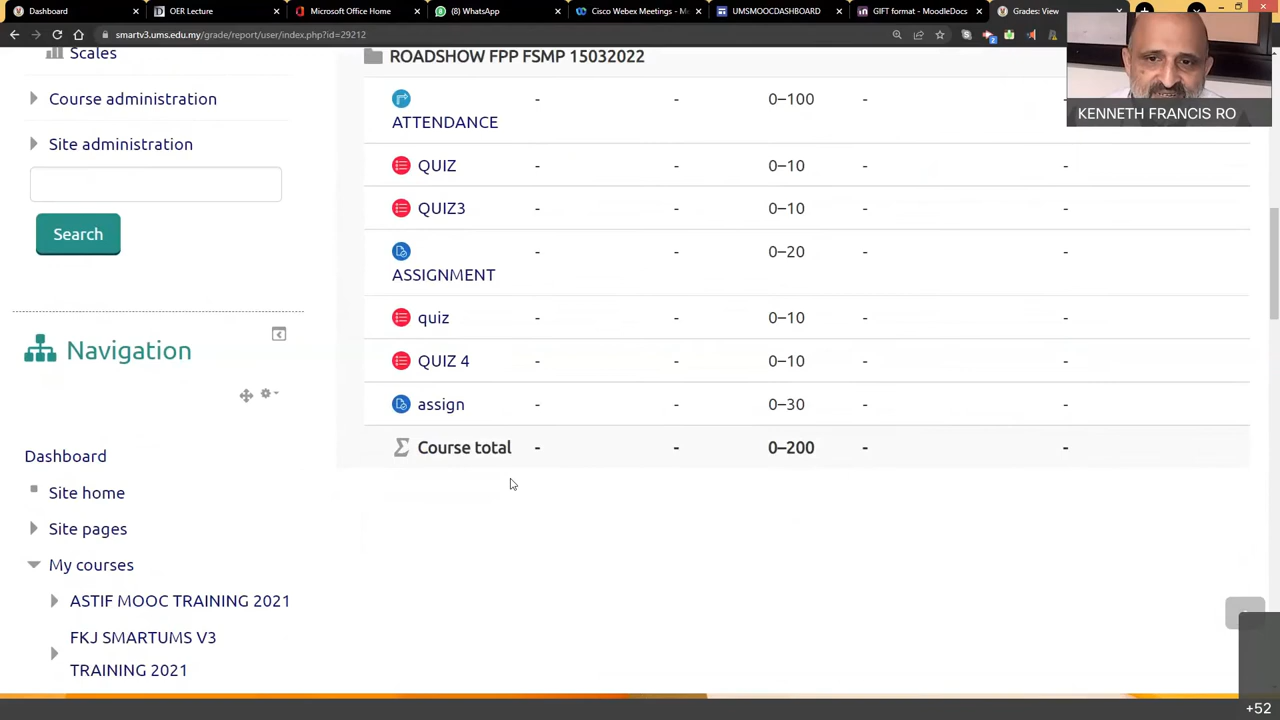 Dashboard
OER Lecture
Microsoft Office Home
(8) WhatsApp
Cisco Webex Meetings - M
UMSMOOCDASHBOARD
GIFT format - MoodleDocs
Grades: View
smartv3.ums.edu.my/grade/report/user/index.php?id=29212
Scales
Course administration
Site administration
Search
Navigation
Dashboard
Site home
Site pages
My courses
ASTIF MOOC TRAINING 2021
FKJ SMARTUMS V3
TRAINING 2021
ROADSHOW FPP FSMP 15032022
ATTENDANCE - - 0–100 - -
QUIZ - - 0–10 - -
QUIZ3 - - 0–10 - -
ASSIGNMENT - - 0–20 - -
quiz - - 0–10 - -
QUIZ 4 - - 0–10 - -
assign - - 0–30 - -
Course total - - 0–200 - -
KENNETH FRANCIS RO
+52